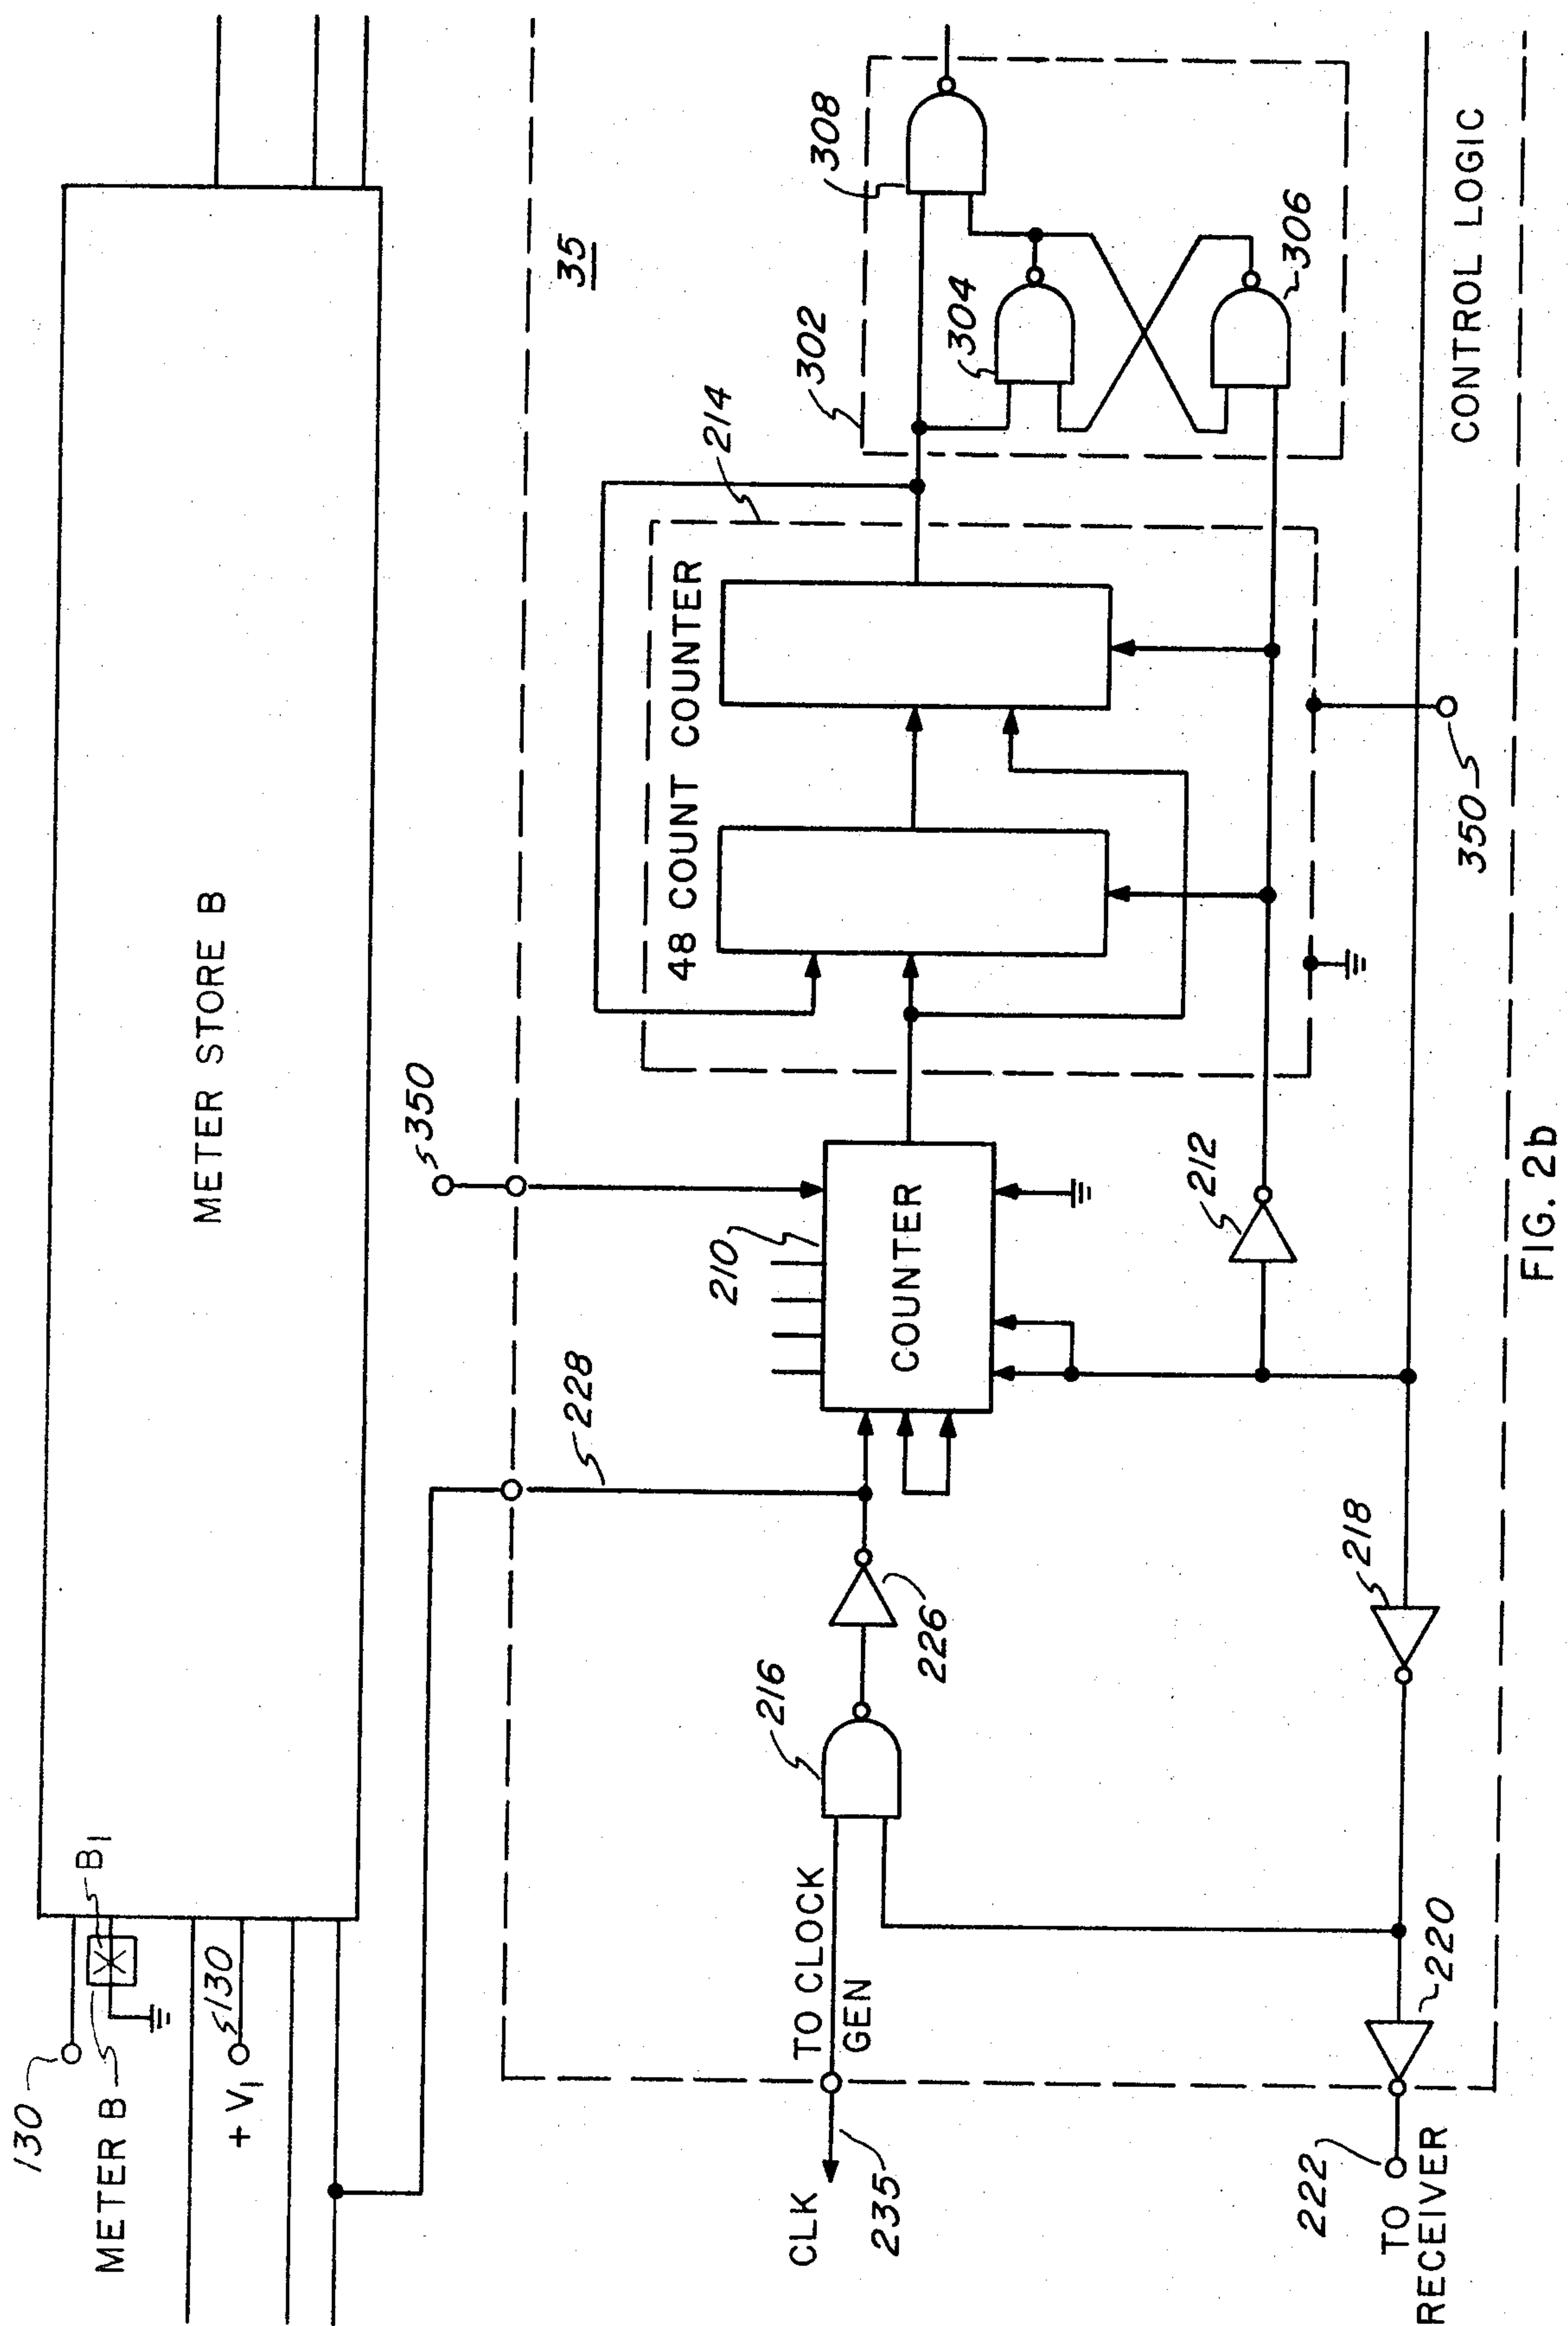 METER STORE B
130
B1
METER B
130
+ V1
350
228
35
210
COUNTER
48 COUNT COUNTER
214
302
308
304
306
212
216
226
TO CLOCK
GEN
CLK
235
218
220
222
TO
RECEIVER
350
CONTROL LOGIC
FIG. 2b